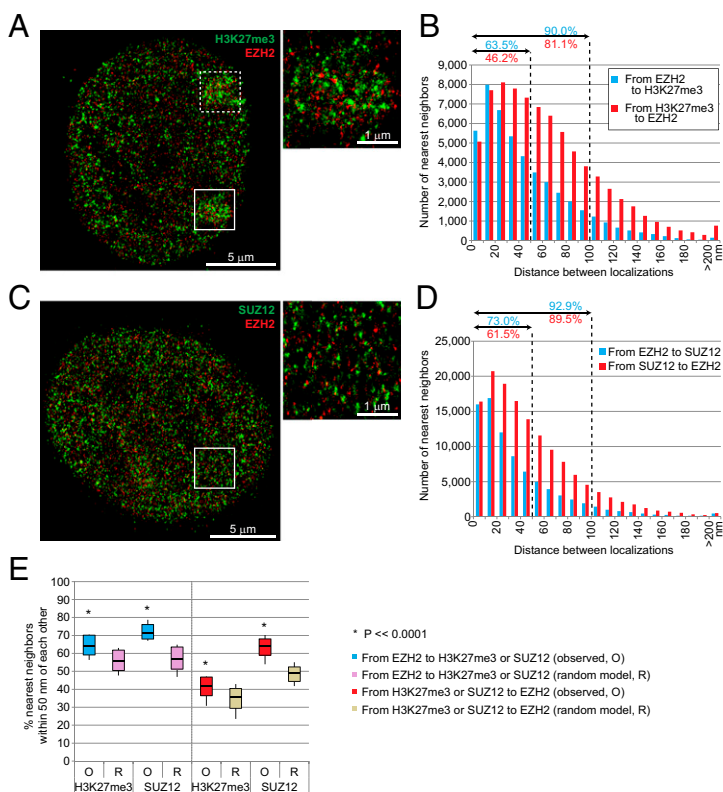 A
H3K27me3
EZH2
1 μm
5 μm
B
90.0%
63.5%
81.1%
46.2%
From EZH2
to H3K27me3
From H3K27me3
to EZH2
Number of nearest neighbors
9,000
8,000
7,000
6,000
5,000
4,000
3,000
2,000
1,000
0
0 20 40 60 80 100 120 140 160 180 >200 nm
Distance between localizations
C
SUZ12
EZH2
1 μm
5 μm
D
92.9%
73.0%
89.5%
61.5%
From EZH2 to SUZ12
From SUZ12 to EZH2
Number of nearest neighbors
25,000
20,000
15,000
10,000
5,000
0
0 20 40 60 80 100 120 140 160 180 >200 nm
Distance between localizations
E
% nearest neighbors
within 50 nm of each other
100
90
80
70
60
50
40
30
20
10
0
* * * *
O R O R O R O R
H3K27me3 SUZ12 H3K27me3 SUZ12
* P << 0.0001
From EZH2 to H3K27me3 or SUZ12 (observed, O)
From EZH2 to H3K27me3 or SUZ12 (random model, R)
From H3K27me3 or SUZ12 to EZH2 (observed, O)
From H3K27me3 or SUZ12 to EZH2 (random model, R)